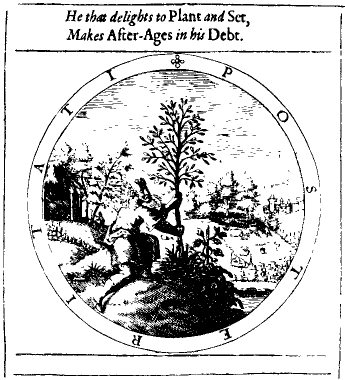 He that delights to Plant and Set,
Makes After-Ages in his Debt.
POSTERITATI